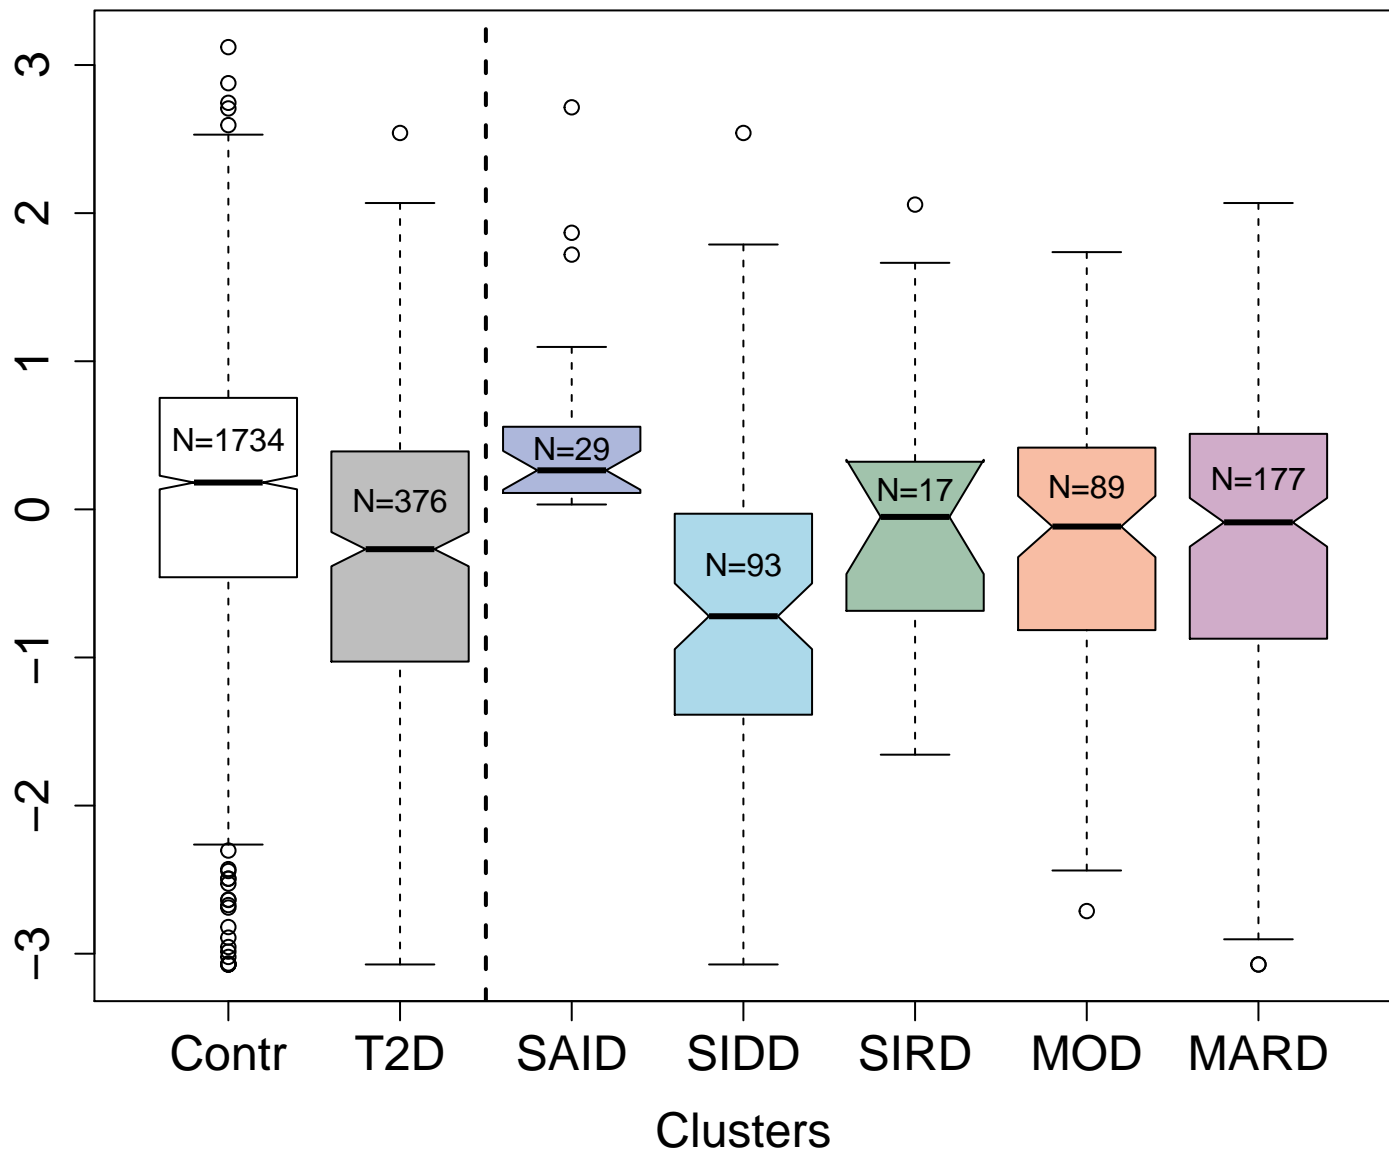 3
2
1
0
−1
−2
−3
N=1734
N=376
N=29
N=93
N=17
N=89
N=177
Contr T2D SAID SIDD SIRD MOD MARD
Clusters